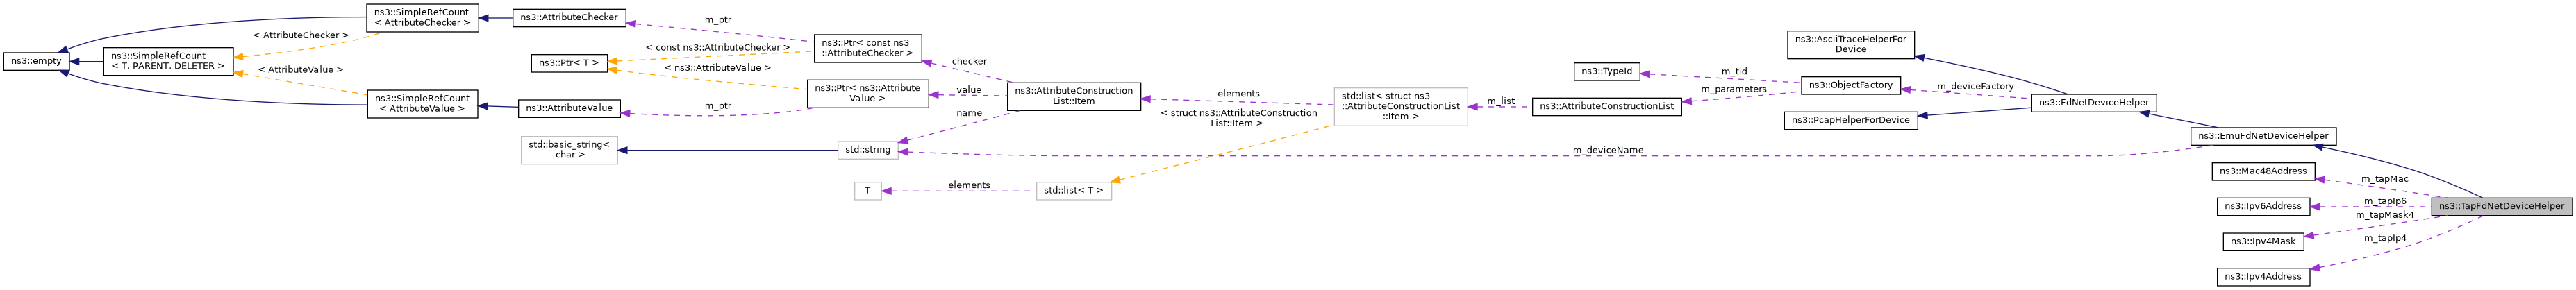 ns3::empty
ns3::SimpleRefCount
< T, PARENT, DELETER >
ns3::SimpleRefCount
< AttributeChecker >
< AttributeChecker >
< AttributeValue >
ns3::SimpleRefCount
< AttributeValue >
ns3::AttributeChecker
ns3::Ptr< T >
ns3::AttributeValue
std::basic_string<
char >
m_ptr
< const ns3::AttributeChecker >
< ns3::AttributeValue >
m_ptr
ns3::Ptr< const ns3
::AttributeChecker >
ns3::Ptr< ns3::Attribute
Value >
std::string
T
checker
value
name
elements
ns3::AttributeConstruction
List::Item
std::list< T >
elements
< struct ns3::AttributeConstruction
List::Item >
std::list< struct ns3
::AttributeConstructionList
::Item >
m_list
ns3::AttributeConstructionList
m_deviceName
ns3::TypeId
m_tid
m_parameters
ns3::AsciiTraceHelperFor
Device
ns3::ObjectFactory
ns3::PcapHelperForDevice
m_deviceFactory
ns3::FdNetDeviceHelper
ns3::EmuFdNetDeviceHelper
ns3::Mac48Address
ns3::Ipv6Address
ns3::Ipv4Mask
ns3::Ipv4Address
m_tapMac
m_tapIp6
m_tapMask4
m_tapIp4
ns3::TapFdNetDeviceHelper